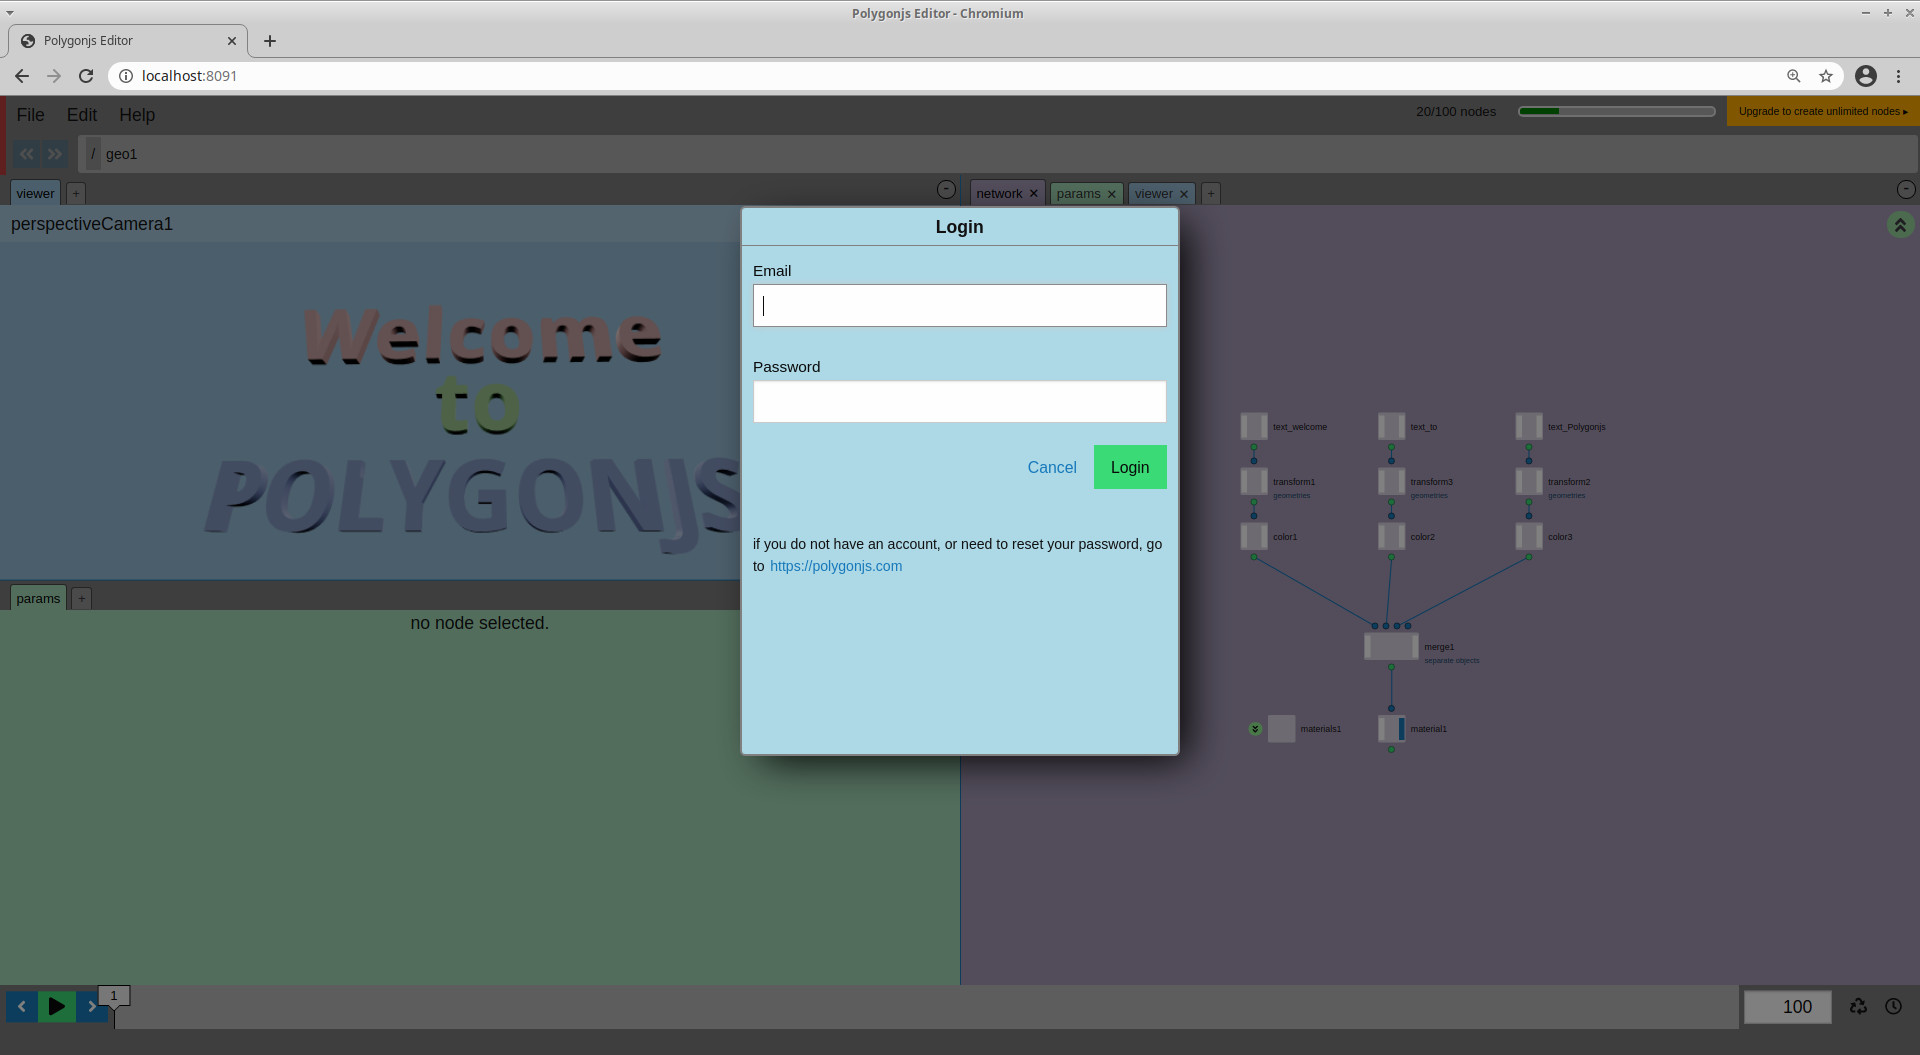 Polygonjs Editor - Chromium
Polygonjs Editor
localhost:8091
File Edit Help
20/100 nodes
Upgrade to create unlimited nodes ▸
/ geo1
viewer +
network × params × viewer × +
perspectiveCamera1
Welcome
to
POLYGONJS
Login
Email
Password
Cancel Login
if you do not have an account, or need to reset your password, go
to https://polygonjs.com
text_welcome text_to text_Polygonjs
transform1 transform3 transform2
geometries geometries geometries
color1 color2 color3
merge1
separate objects
materials1 material1
params +
no node selected.
1
100